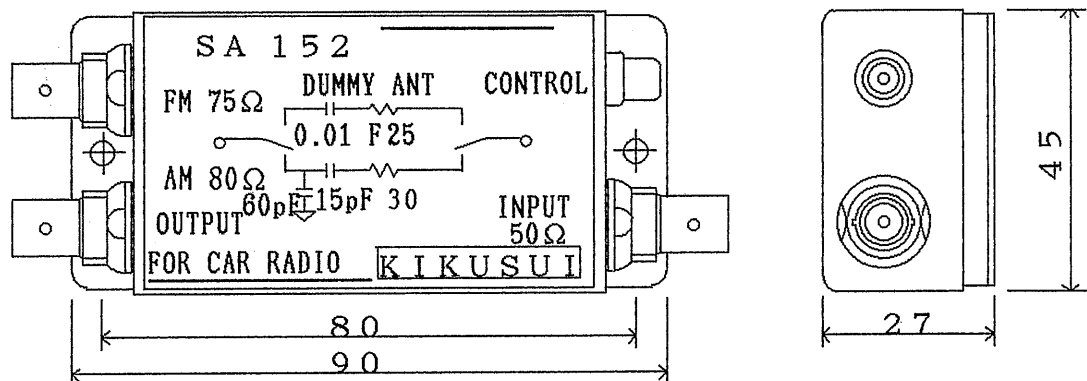 SA 152
DUMMY ANT
CONTROL
FM 75Ω
0.01 F 25
AM 80Ω
60pF 15pF 30
OUTPUT
INPUT
50Ω
FOR CAR RADIO
KIKUSUI
80
90
27
45